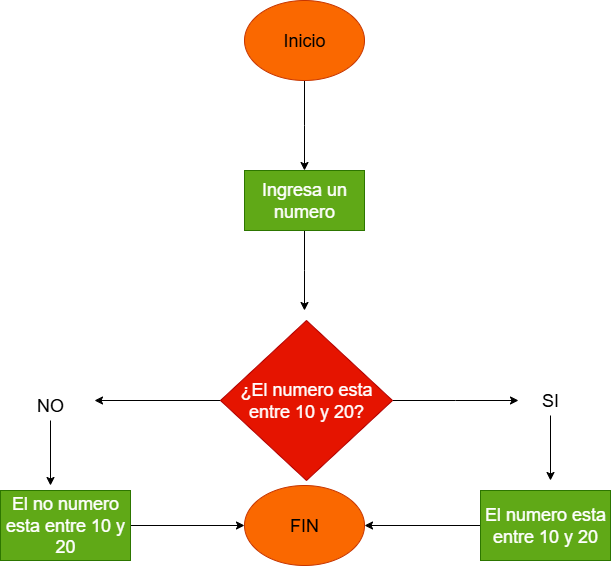 Inicio
Ingresa un
numero
¿El numero esta
entre 10 y 20?
NO
SI
El no numero
esta entre 10 y
20
FIN
El numero esta
entre 10 y 20